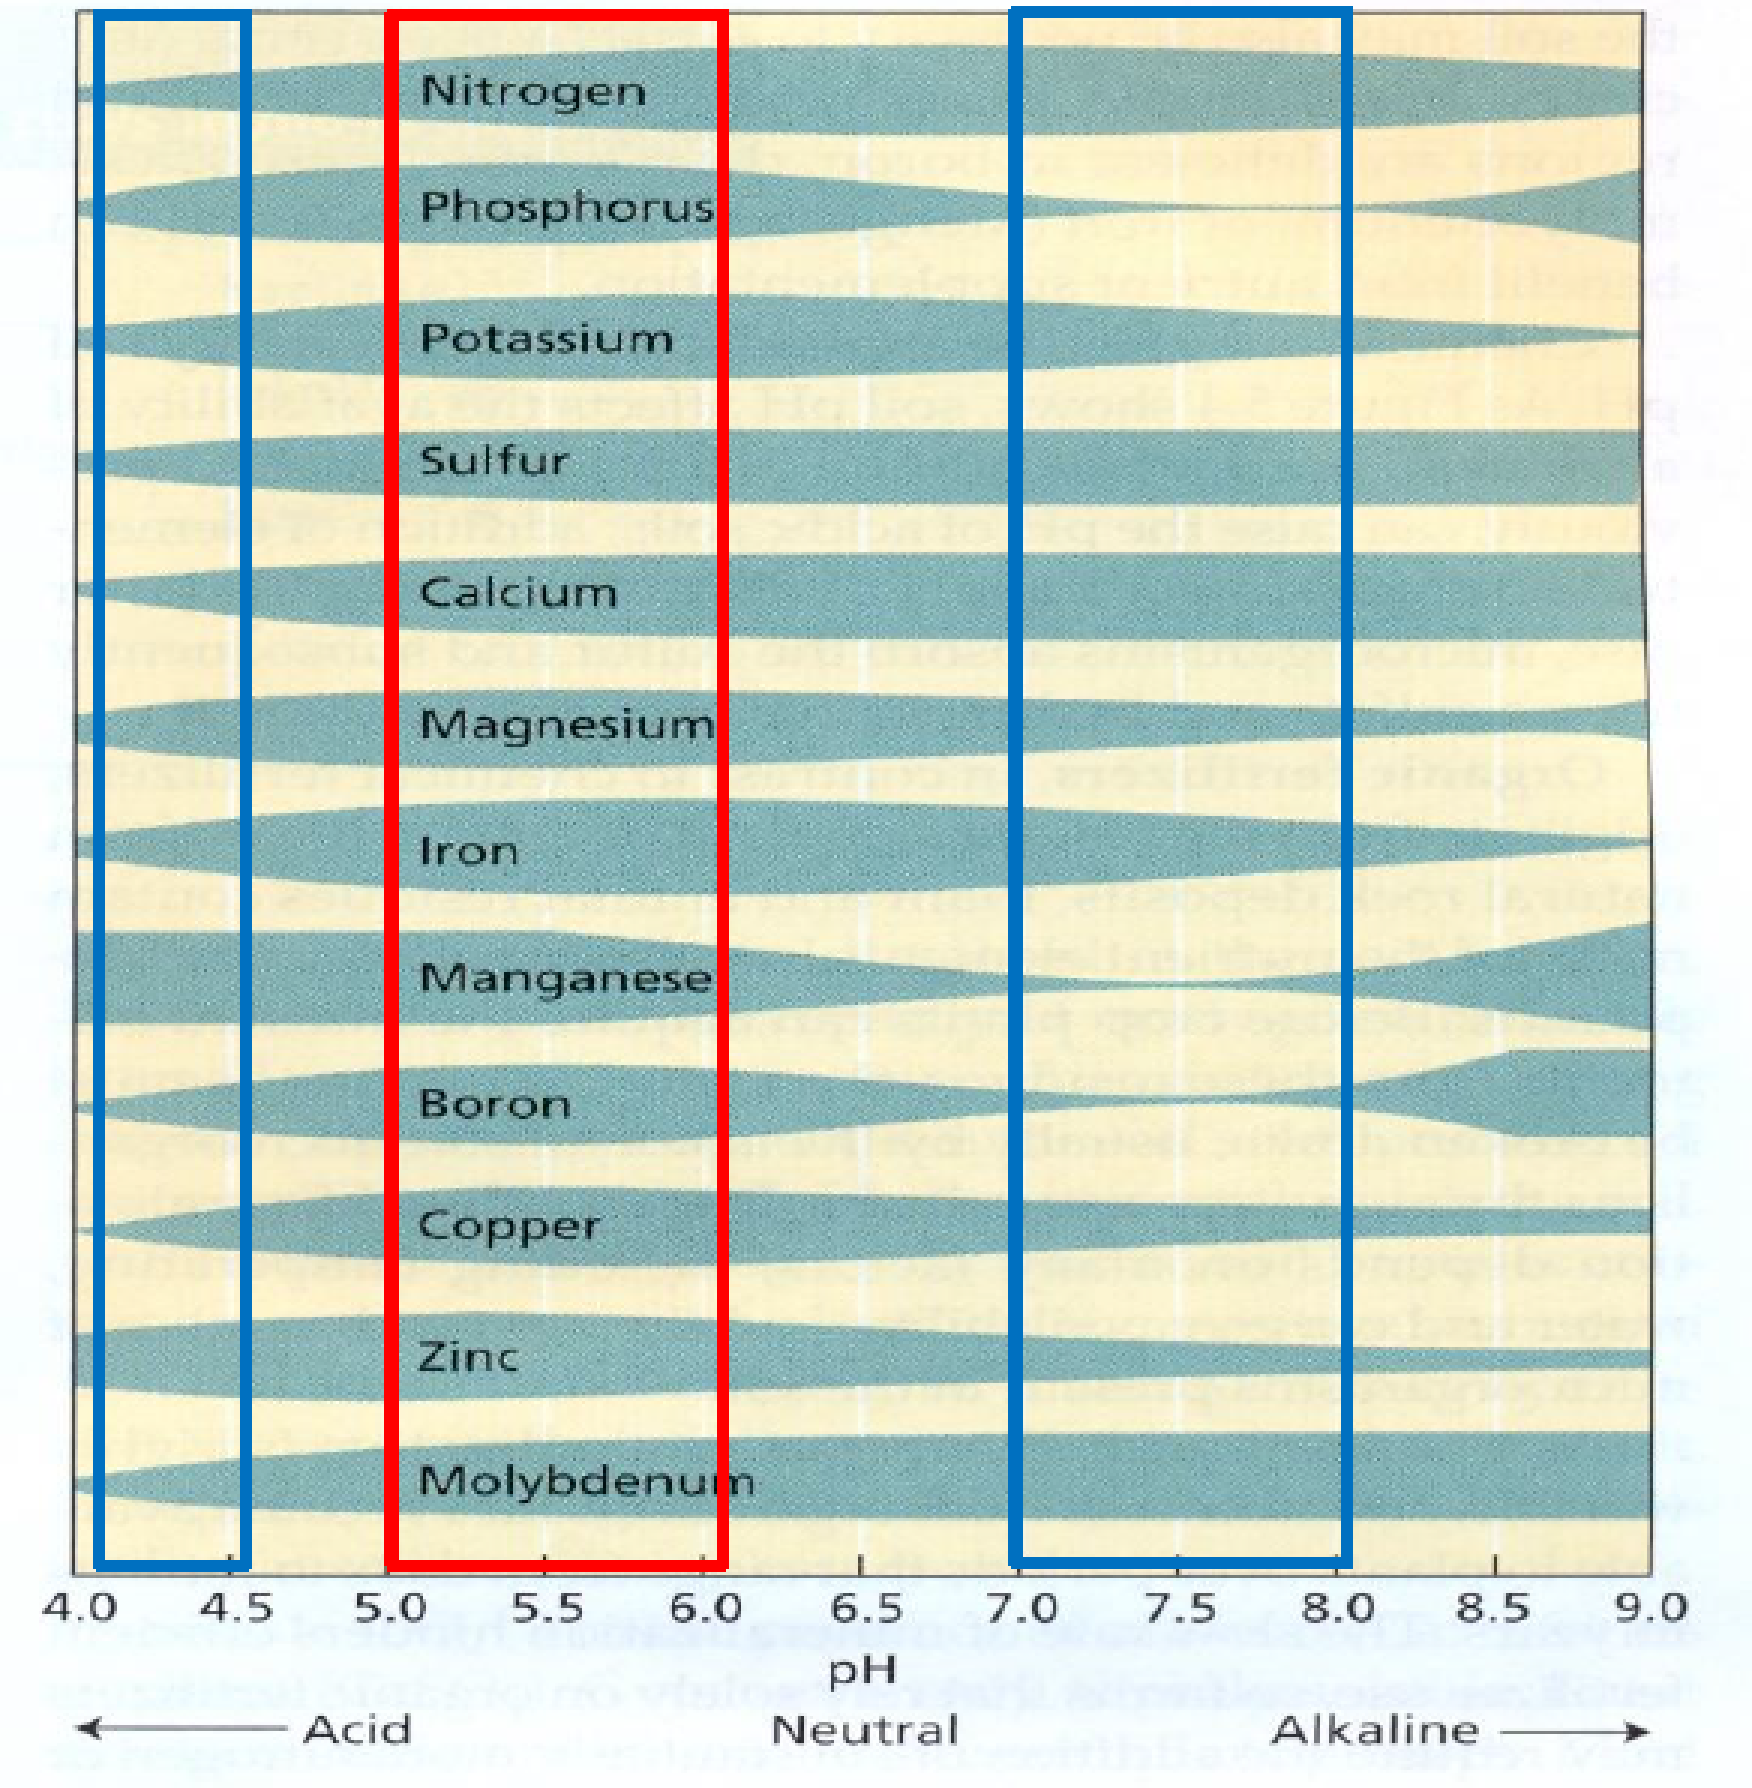 Nitrogen
Phosphorus
Potassium
Sulfur
Calcium
Magnesium
Iron
Manganese
Boron
Copper
Zinc
Molybdenum
4.0 4.5 5.0 5.5 6.0 6.5 7.0 7.5 8.0 8.5 9.0
pH
Acid Neutral Alkaline